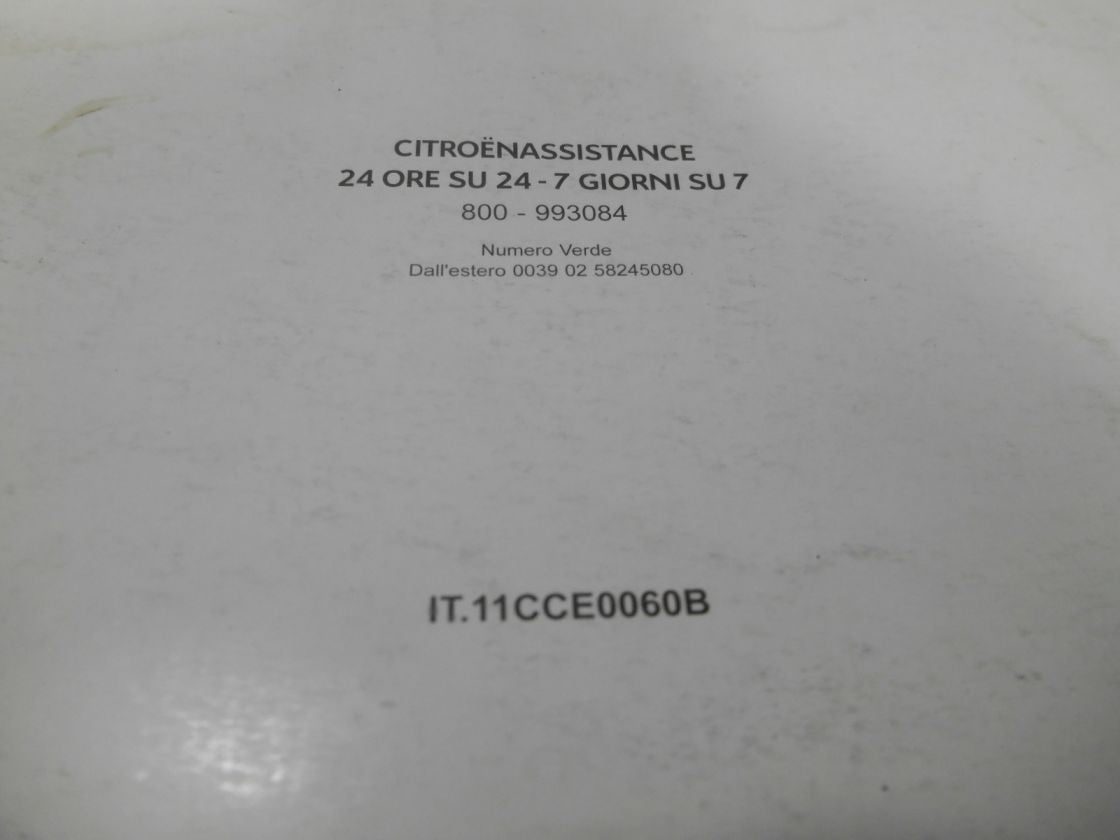 CITROËNASSISTANCE
24 ORE SU 24 - 7 GIORNI SU 7
800 - 993084
Numero Verde
Dall'estero 0039 02 58245080
IT.11CCE0060B